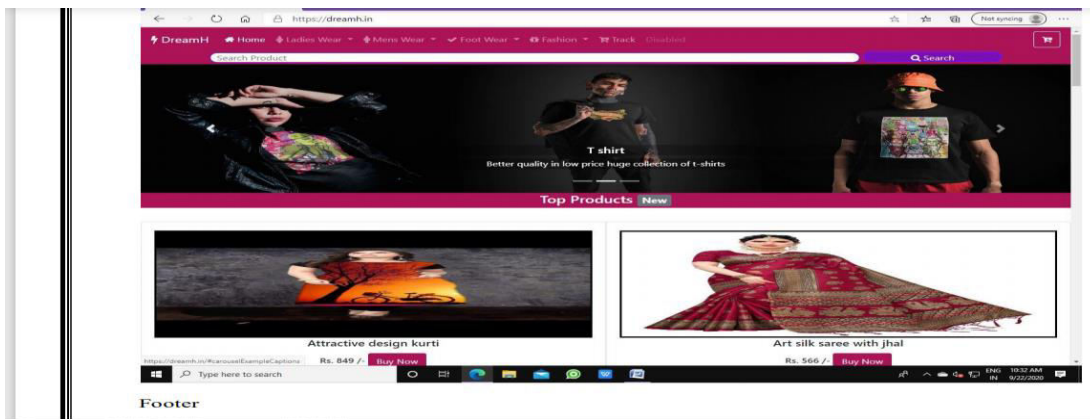 https://dreamh.in
Not syncing
DreamH Home Ladies Wear Mens Wear Foot Wear Fashion Track Disabled
Search Product Search
T shirt
Better quality in low price huge collection of t-shirts
Top Products New
Attractive design kurti
Art silk saree with jhal
https://dreamh.in/#carouselExampleCaptions
Rs. 849 /- Buy Now
Rs. 566 /- Buy Now
Type here to search
ENG 10:32 AM
IN 9/22/2020
Footer